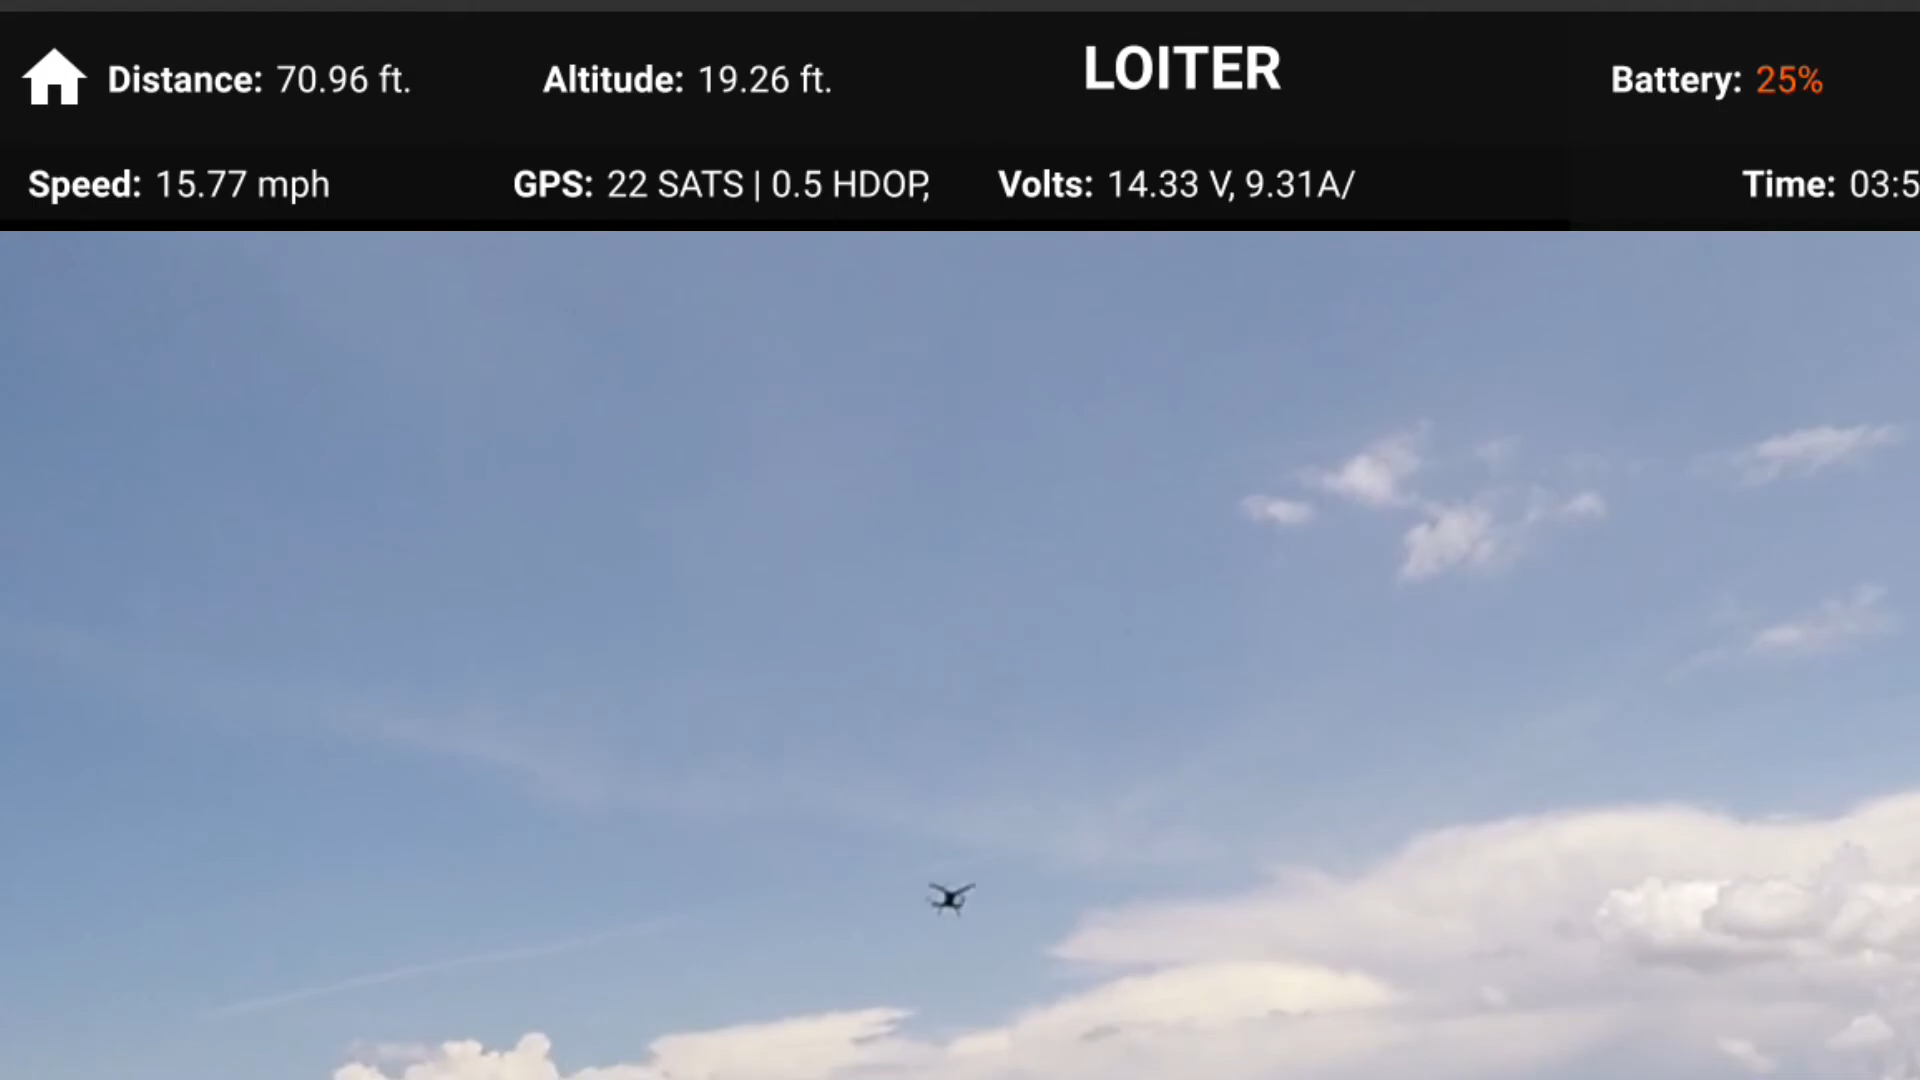 Distance: 70.96 ft. Altitude: 19.26 ft. LOITER Battery: 25%
Speed: 15.77 mph GPS: 22 SATS | 0.5 HDOP, Volts: 14.33 V, 9.31A/ Time: 03:5